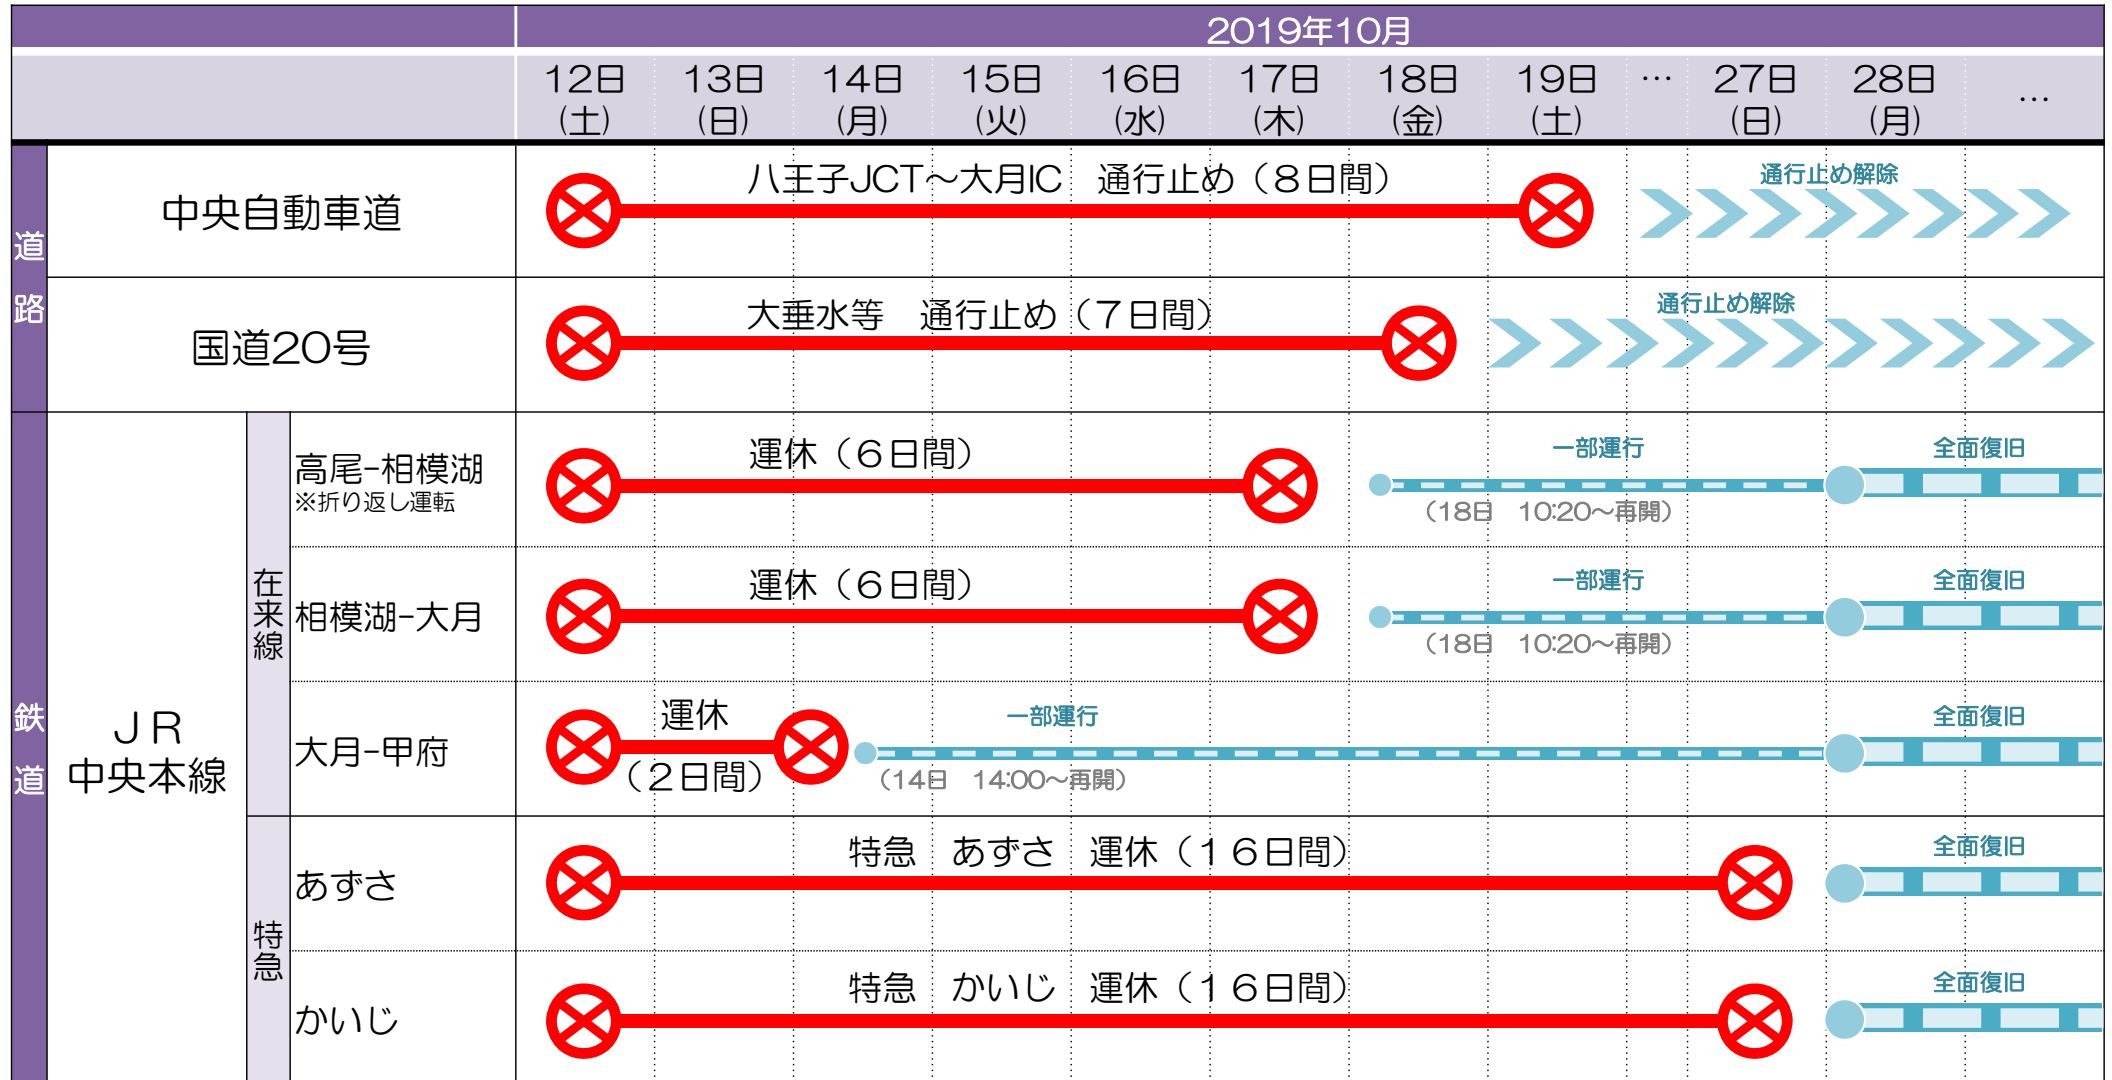 2019年10月
12日 13日 14日 15日 16日 17日 18日 19日 … 27日 28日 …
(土) (日) (月) (火) (水) (木) (金) (土) (日) (月)
道路
中央自動車道
八王子JCT～大月IC 通行止め（８日間）
通行止め解除
国道20号
大垂水等 通行止め（７日間）
通行止め解除
鉄道
ＪＲ
中央本線
在来線
高尾-相模湖
※折り返し運転
運休（６日間）
一部運行
（18日 10:20～再開）
全面復旧
相模湖-大月
運休（６日間）
一部運行
（18日 10:20～再開）
全面復旧
大月-甲府
運休
（２日間）
一部運行
（14日 14:00～再開）
全面復旧
特急
あずさ
特急 あずさ 運休（１６日間）
全面復旧
かいじ
特急 かいじ 運休（１６日間）
全面復旧